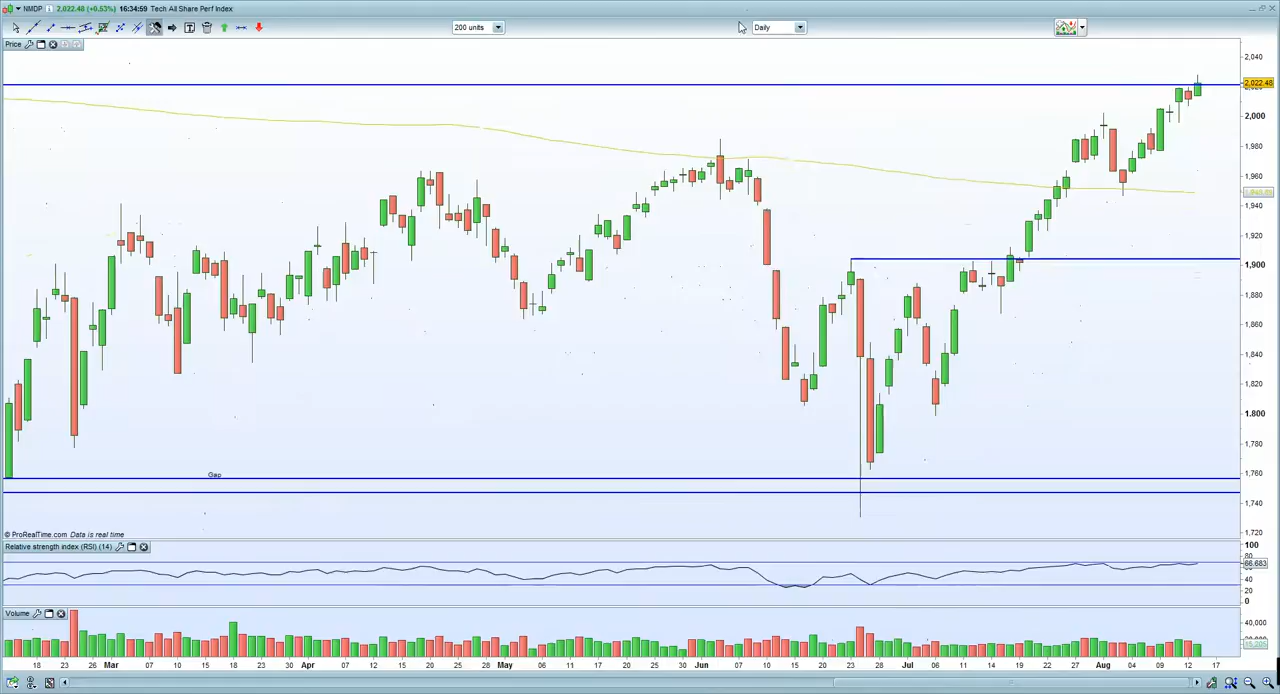 NMDP 2,022.48 (+0.53%) 16:34:59 Tech All Share Perf Index
200 units
Daily
Price
2,040
2,022.48
2,000
1,980
1,960
1,940
1,920
1,900
1,880
1,860
1,840
1,820
1,800
1,780
1,760
1,740
1,720
Gap
© ProRealTime.com Data is real time
Relative strength index (RSI) (14)
100
80
66.683
40
20
0
Volume
40,000
15,205
18 23 26 Mar 07 10 15 18 23 30 Apr 07 12 15 20 25 28 May 06 11 17 20 25 30 Jun 07 10 15 20 23 28 Jul 06 11 14 19 22 27 Aug 04 09 12 17